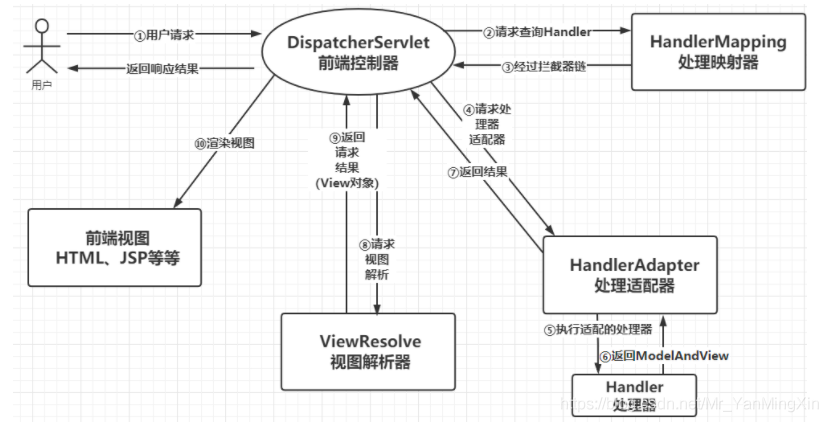 ①用户请求
返回响应结果
用户
DispatcherServlet
前端控制器
②请求查询Handler
③经过拦截器链
HandlerMapping
处理映射器
④请求处
理器
适配器
⑦返回结果
⑩渲染视图
⑨返回
请求
结果
(View对象)
⑧请求
视图
解析
前端视图
HTML、JSP等等
HandlerAdapter
处理适配器
ViewResolve
视图解析器
⑤执行适配的处理器
⑥返回ModelAndView
Handler
处理器